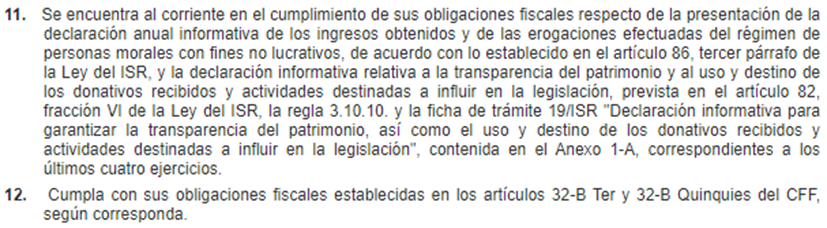 11. Se encuentra al corriente en el cumplimiento de sus obligaciones fiscales respecto de la presentación de la
declaración anual informativa de los ingresos obtenidos y de las erogaciones efectuadas del régimen de
personas morales con fines no lucrativos, de acuerdo con lo establecido en el artículo 86, tercer párrafo de
la Ley del ISR, y la declaración informativa relativa a la transparencia del patrimonio y al uso y destino de
los donativos recibidos y actividades destinadas a influir en la legislación, prevista en el artículo 82,
fracción VI de la Ley del ISR, la regla 3.10.10. y la ficha de trámite 19/ISR "Declaración informativa para
garantizar la transparencia del patrimonio, así como el uso y destino de los donativos recibidos y
actividades destinadas a influir en la legislación", contenida en el Anexo 1-A, correspondientes a los
últimos cuatro ejercicios.
12. Cumpla con sus obligaciones fiscales establecidas en los artículos 32-B Ter y 32-B Quinquies del CFF,
según corresponda.